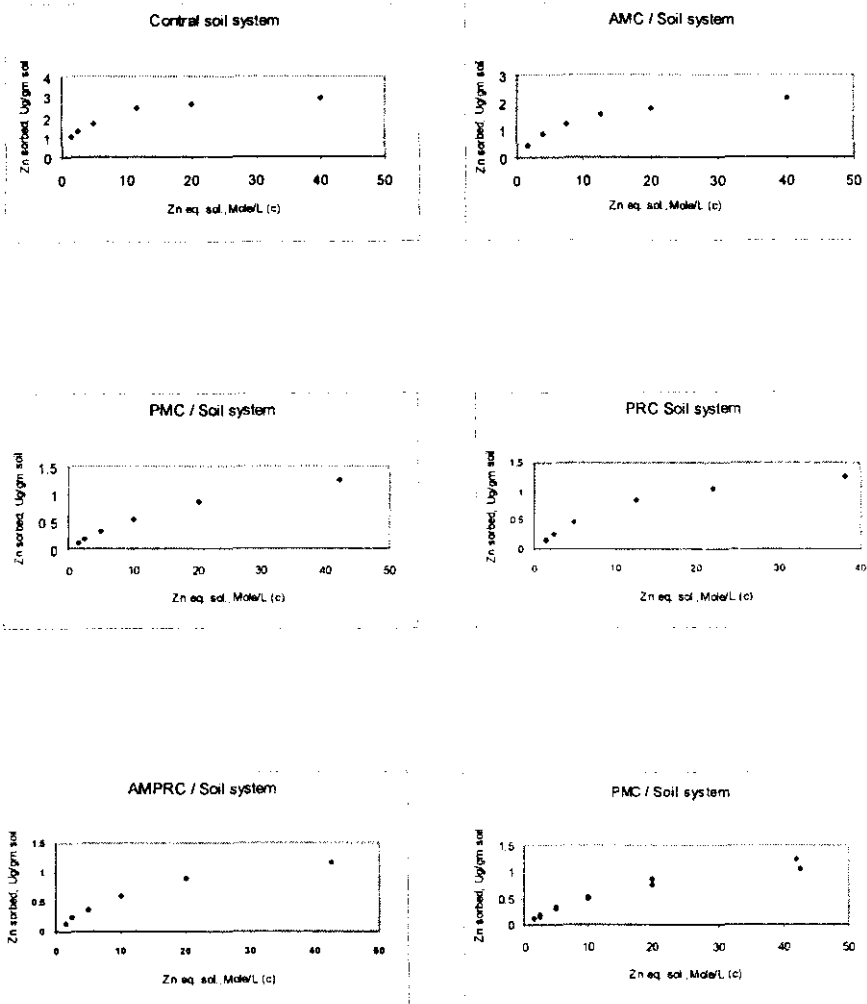 Contral soil system
Zn sorbed, Ug/gm soil
4
3
2
1
0
0 10 20 30 40 50
Zn eq. sol., Mole/L (c)
AMC / Soil system
Zn sorbed, Ug/gm soil
3
2
1
0
0 10 20 30 40 50
Zn eq. sol., Mole/L (c)
PMC / Soil system
Zn sorbed, Ug/gm soil
1.5
1
0.5
0
0 10 20 30 40 50
Zn eq. sol., Mole/L (c)
PRC Soil system
Zn sorbed, Ug/gm soil
1.5
1
0.5
0
0 10 20 30 40
Zn eq. sol., Mole/L (c)
AMPRC / Soil system
Zn sorbed, Ug/gm soil
1.5
1
0.5
0
0 10 20 30 40 50
Zn eq. sol., Mole/L (c)
PMC / Soil system
Zn sorbed, Ug/gm soil
1.5
1
0.5
0
0 10 20 30 40 50
Zn eq. sol., Mole/L (c)